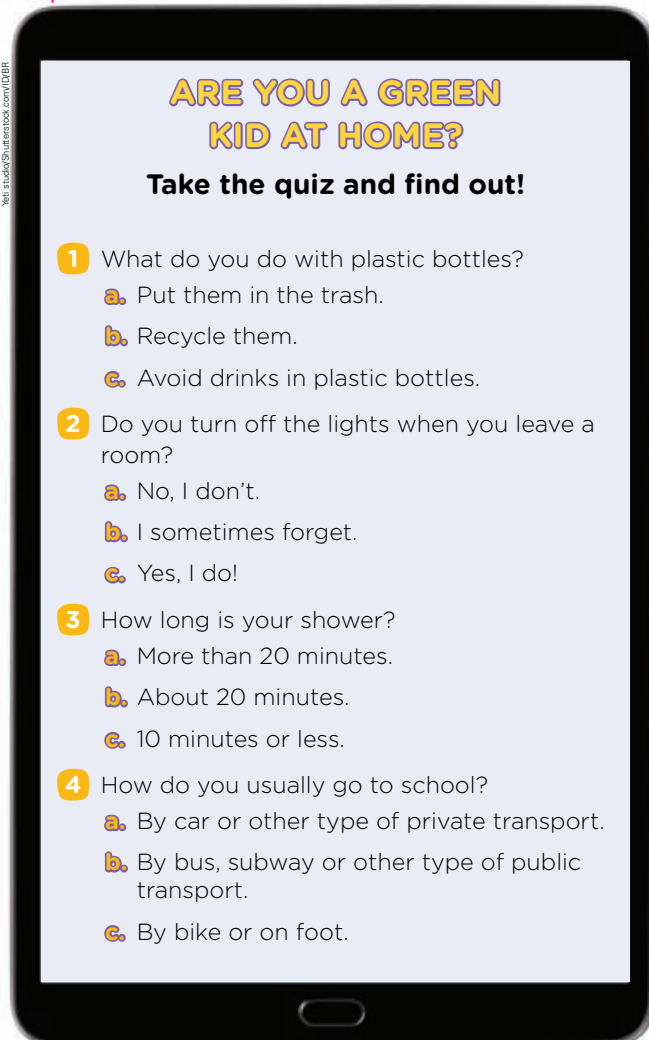 Yeti studio/Shutterstock.com/ID/BR
ARE YOU A GREEN
KID AT HOME?
Take the quiz and find out!
1 What do you do with plastic bottles?
a. Put them in the trash.
b. Recycle them.
c. Avoid drinks in plastic bottles.
2 Do you turn off the lights when you leave a
room?
a. No, I don't.
b. I sometimes forget.
c. Yes, I do!
3 How long is your shower?
a. More than 20 minutes.
b. About 20 minutes.
c. 10 minutes or less.
4 How do you usually go to school?
a. By car or other type of private transport.
b. By bus, subway or other type of public
transport.
c. By bike or on foot.